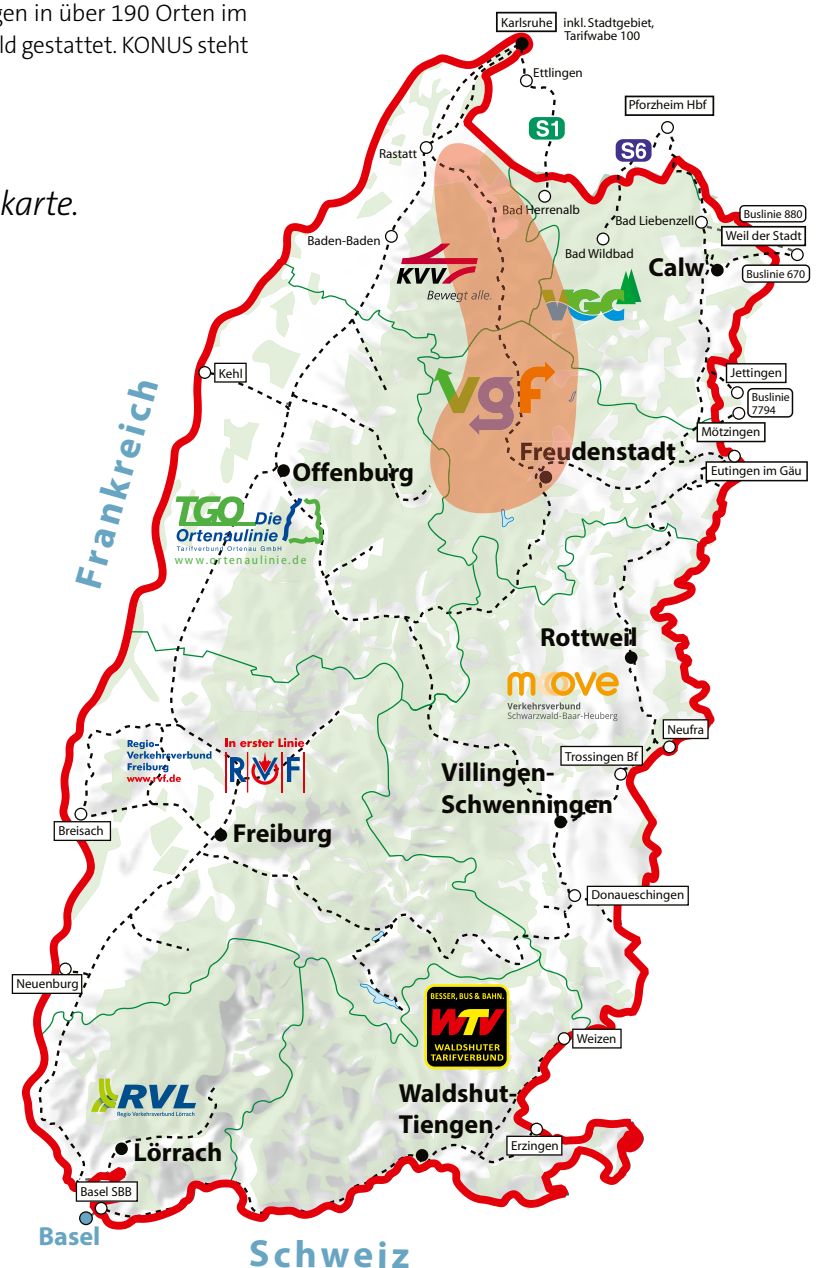 gen in über 190 Orten im
ld gestattet. KONUS steht
karte.
Karlsruhe
inkl. Stadtgebiet,
Tarifwabe 100
Ettlingen
Pforzheim Hbf
S1
S6
Rastatt
Bad Herrenalb
Bad Liebenzell
Buslinie 880
Weil der Stadt
Baden-Baden
Bad Wildbad
Calw
Buslinie 670
KVV
Bewegt alle.
VGC
Kehl
Jettingen
Buslinie
7794
vgf
Mötzingen
Frankreich
Freudenstadt
Eutingen im Gäu
Offenburg
TGO Die
Ortenaulinie
Tarifverbund Ortenau GmbH
www.ortenaulinie.de
Rottweil
move
Verkehrsverbund
Schwarzwald-Baar-Heuberg
Neufra
Regio-
Verkehrsverbund
Freiburg
www.rvf.de
In erster Linie
RVF
Trossingen Bf
Villingen-
Schwenningen
Breisach
Freiburg
Donaueschingen
Neuenburg
BESSER, BUS & BAHN.
WTV
WALDSHUTER
TARIFVERBUND
Weizen
RVL
Regio Verkehrsverbund Lörrach
Waldshut-
Tiengen
Erzingen
Lörrach
Basel SBB
Basel
Schweiz